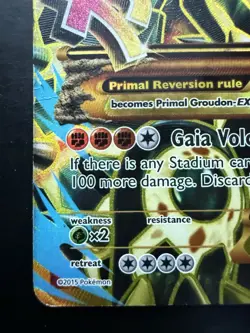 Primal Reversion rule
becomes Primal Groudon-EX
Gaia Volc
If there is any Stadium car
100 more damage. Discard
weakness resistance
×2
retreat
©2015 Pokémon